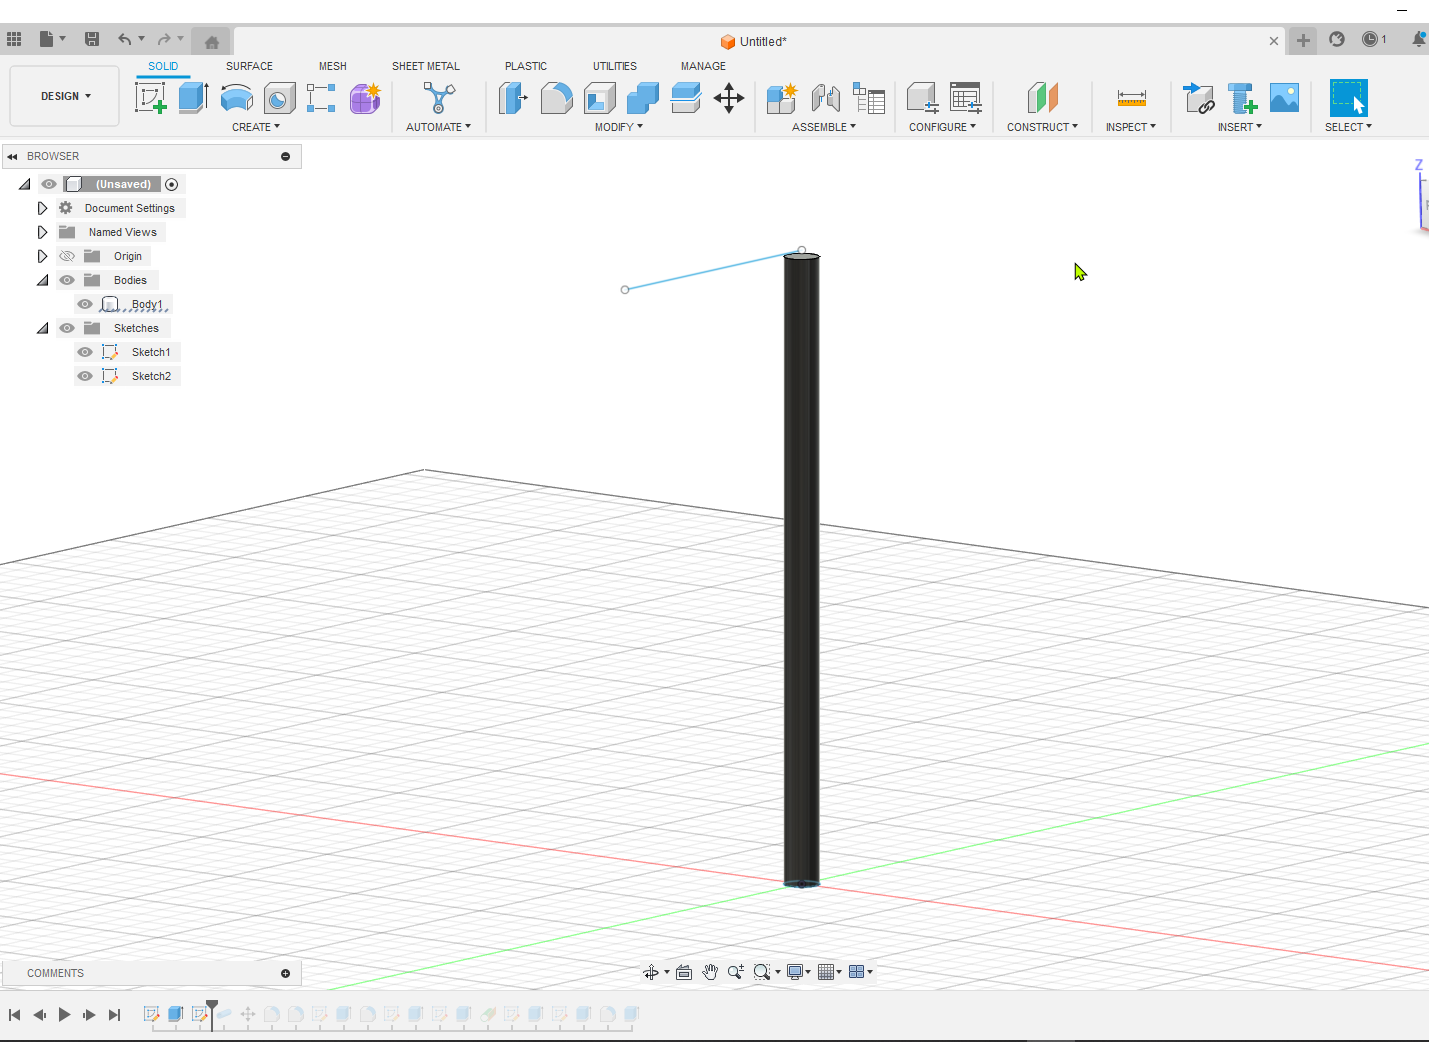 Untitled*
1
SOLID SURFACE MESH SHEET METAL PLASTIC UTILITIES MANAGE
DESIGN
CREATE AUTOMATE MODIFY ASSEMBLE CONFIGURE CONSTRUCT INSPECT INSERT SELECT
BROWSER
(Unsaved)
Document Settings
Named Views
Origin
Bodies
Body1
Sketches
Sketch1
Sketch2
Z
COMMENTS